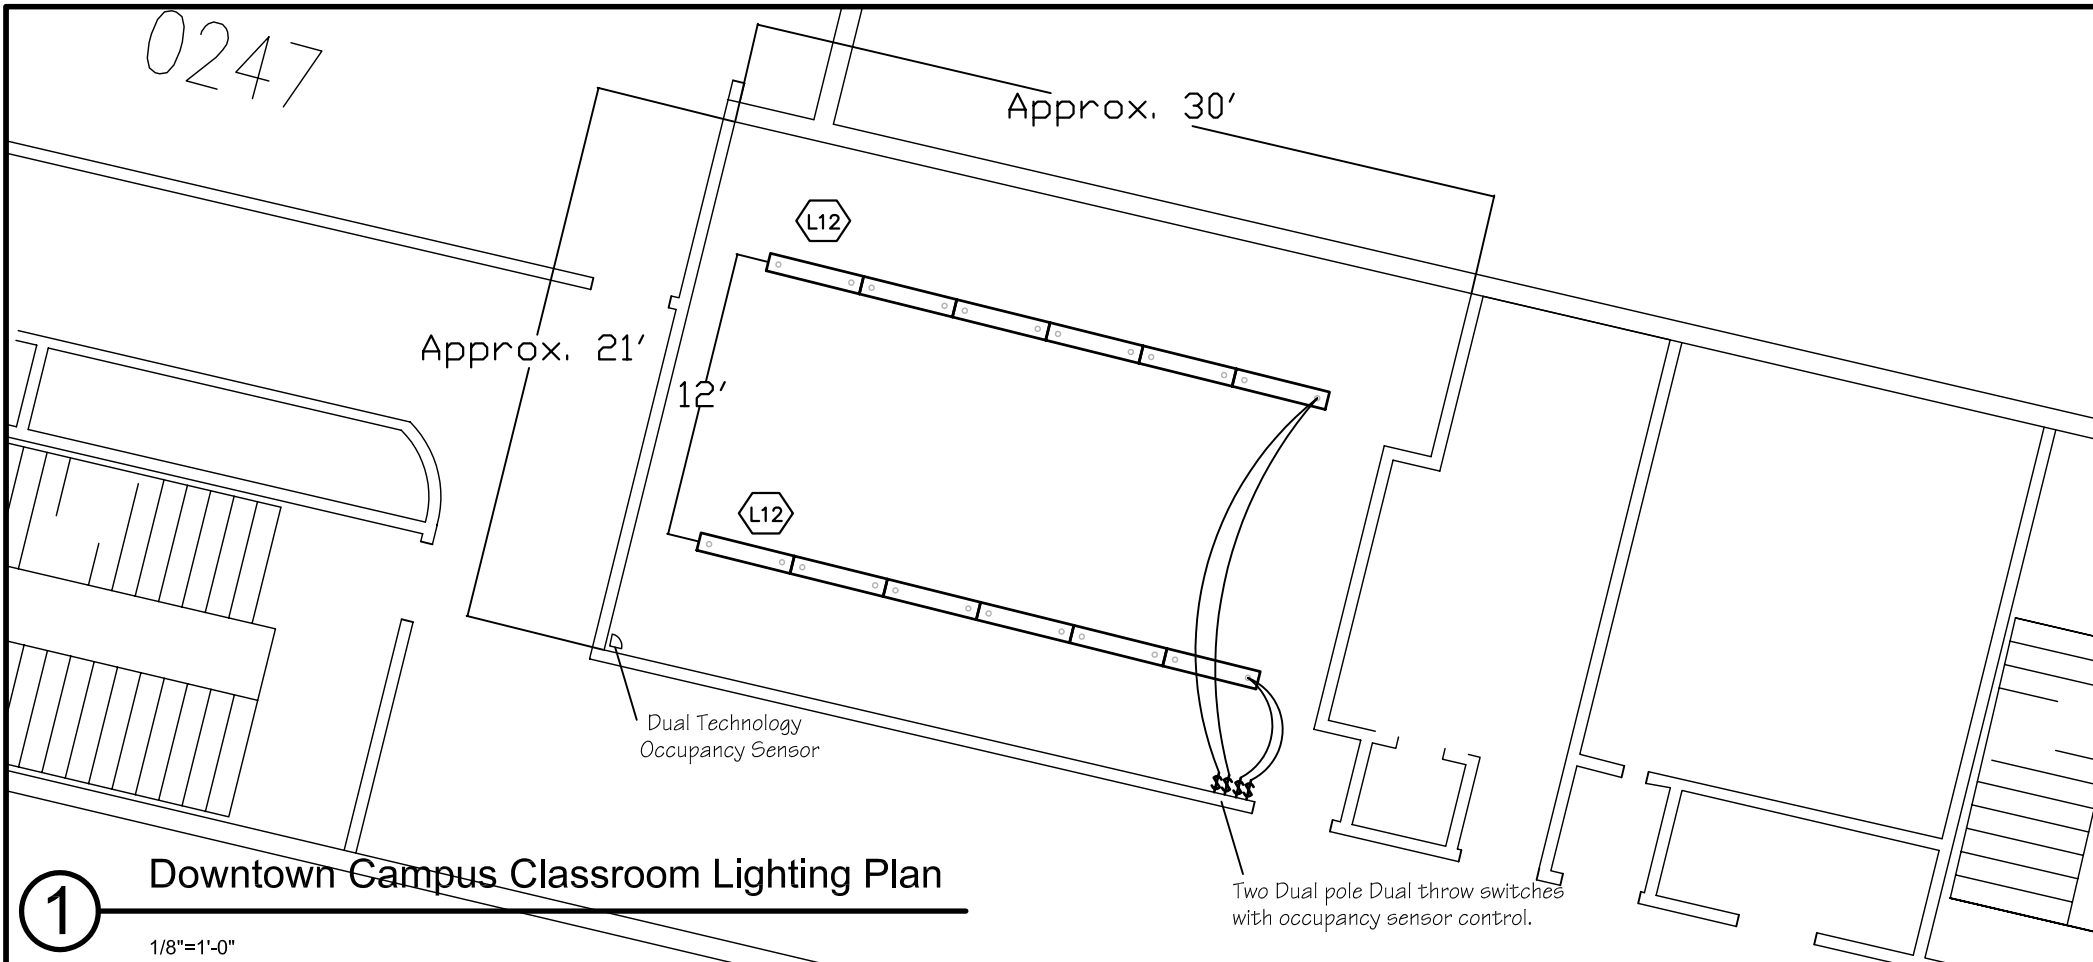 0247
Approx. 30'
L12
Approx. 21'
12'
L12
Dual Technology
Occupancy Sensor
$$$$
Downtown Campus Classroom Lighting Plan
1
1/8"=1'-0"
Two Dual pole Dual throw switches
with occupancy sensor control.